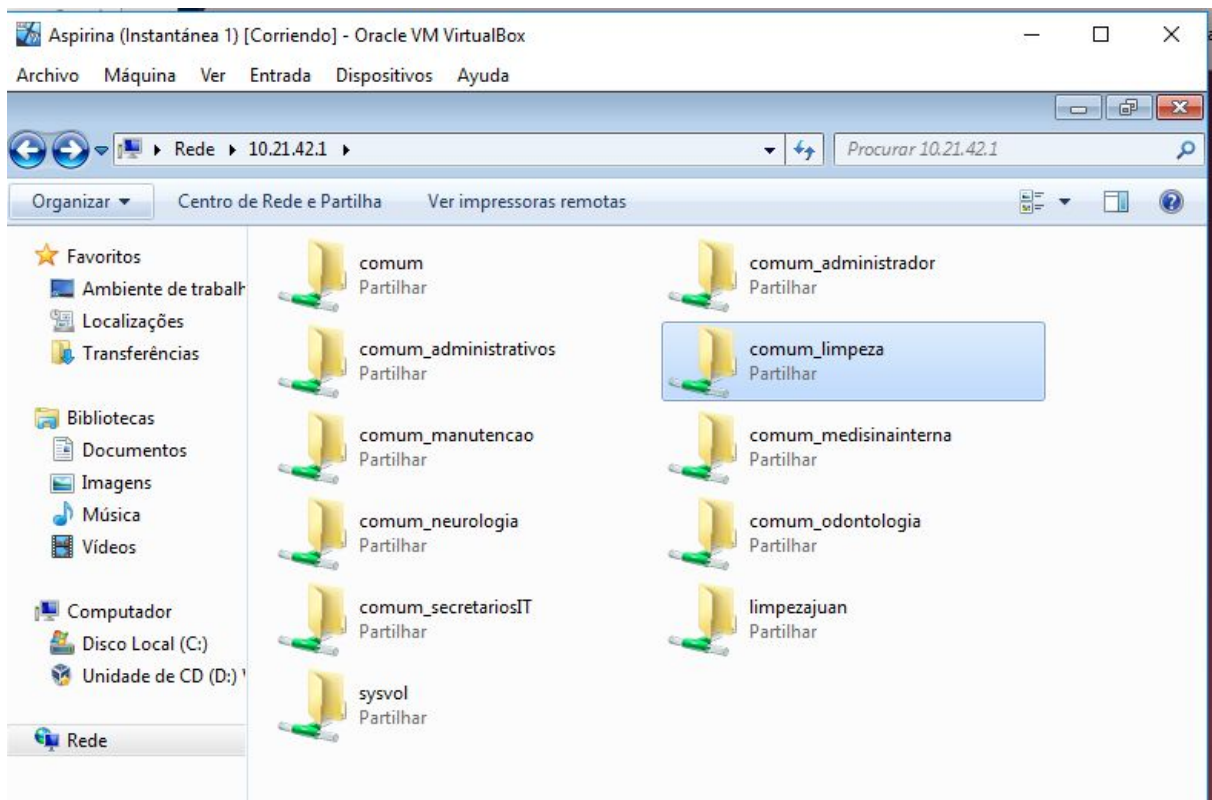 Aspirina (Instantánea 1) [Corriendo] - Oracle VM VirtualBox
Archivo Máquina Ver Entrada Dispositivos Ayuda
Rede 10.21.42.1
Procurar 10.21.42.1
Organizar Centro de Rede e Partilha Ver impressoras remotas
Favoritos
Ambiente de trabalh
Localizações
Transferências
Bibliotecas
Documentos
Imagens
Música
Vídeos
Computador
Disco Local (C:)
Unidade de CD (D:)
Rede
comum
Partilhar
comum_administrador
Partilhar
comum_administrativos
Partilhar
comum_limpeza
Partilhar
comum_manutencao
Partilhar
comum_medisinainterna
Partilhar
comum_neurologia
Partilhar
comum_odontologia
Partilhar
comum_secretariosIT
Partilhar
limpezajuan
Partilhar
sysvol
Partilhar